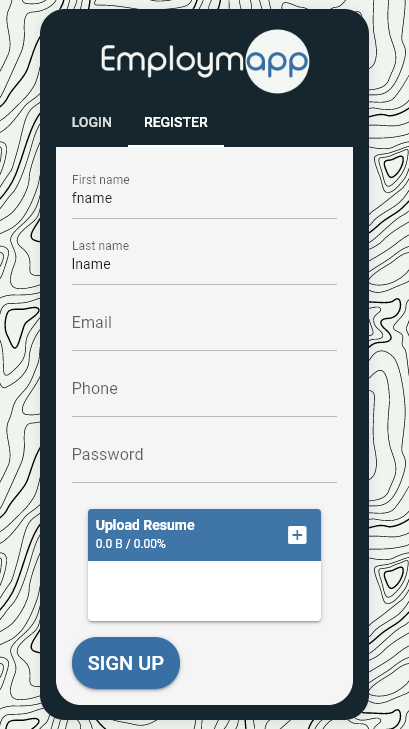 Employmapp
LOGIN REGISTER
First name
fname
Last name
lname
Email
Phone
Password
Upload Resume
0.0 B / 0.00%
SIGN UP